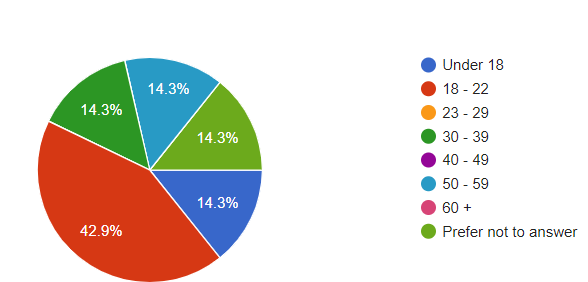 14.3%
14.3%
14.3%
14.3%
42.9%
Under 18
18 - 22
23 - 29
30 - 39
40 - 49
50 - 59
60 +
Prefer not to answer